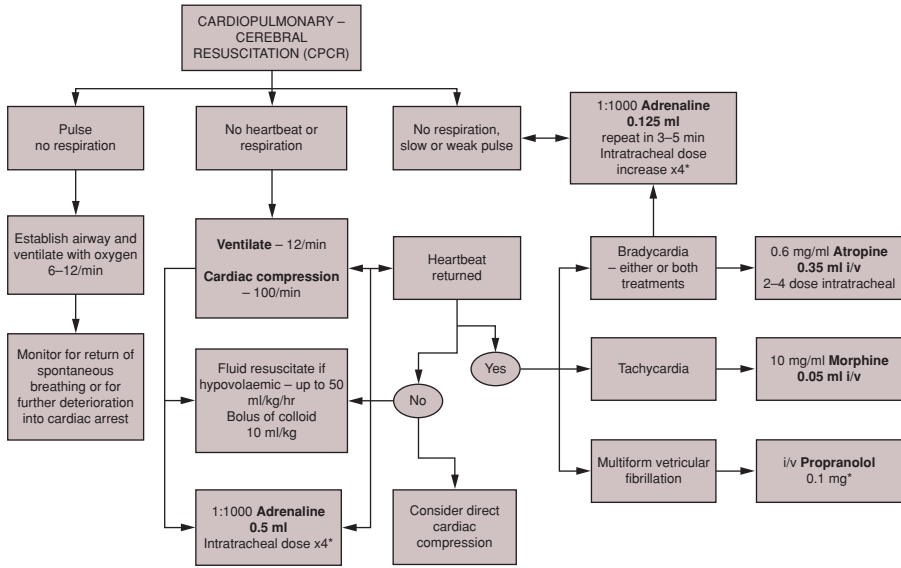 CARDIOPULMONARY –
CEREBRAL
RESUSCITATION (CPCR)
Pulse
no respiration
No heartbeat or
respiration
No respiration,
slow or weak pulse
1:1000 Adrenaline
0.125 ml
repeat in 3–5 min
Intratracheal dose
increase x4*
Establish airway and
ventilate with oxygen
6–12/min
Ventilate – 12/min
Cardiac compression
– 100/min
Heartbeat
returned
Bradycardia
– either or both
treatments
0.6 mg/ml Atropine
0.35 ml i/v
2–4 dose intratracheal
Monitor for return of
spontaneous
breathing or for
further deterioration
into cardiac arrest
Fluid resuscitate if
hypovolaemic – up to 50
ml/kg/hr
Bolus of colloid
10 ml/kg
No
Yes
Tachycardia
10 mg/ml Morphine
0.05 ml i/v
1:1000 Adrenaline
0.5 ml
Intratracheal dose x4*
Consider direct
cardiac
compression
Multiform vetricular
fibrillation
i/v Propranolol
0.1 mg*